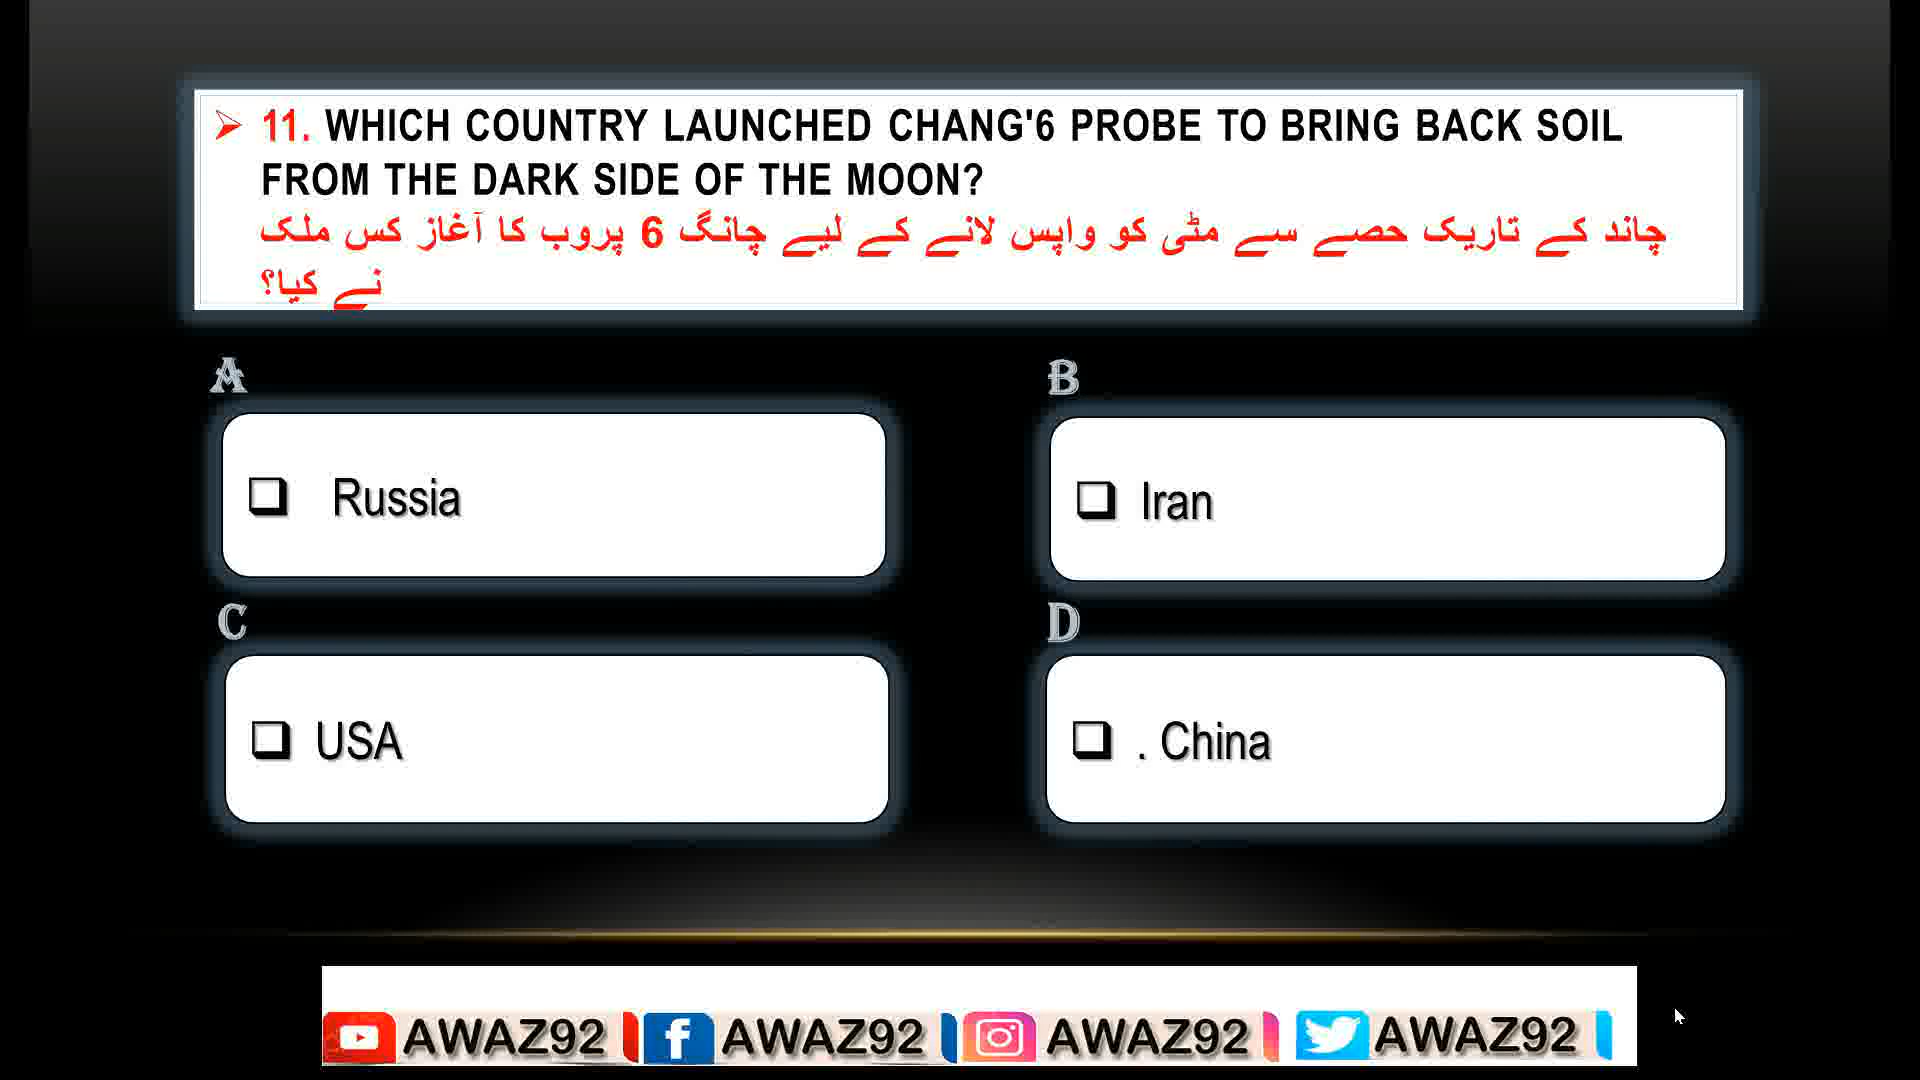 11. WHICH COUNTRY LAUNCHED CHANG'6 PROBE TO BRING BACK SOIL
FROM THE DARK SIDE OF THE MOON?
چاند کے تاریک حصے سے مٹی کو واپس لانے کے لیے چانگ 6 پروب کا آغاز کس ملک
نے کیا؟
A
B
Russia
Iran
C
D
USA
. China
AWAZ92 AWAZ92 AWAZ92 AWAZ92